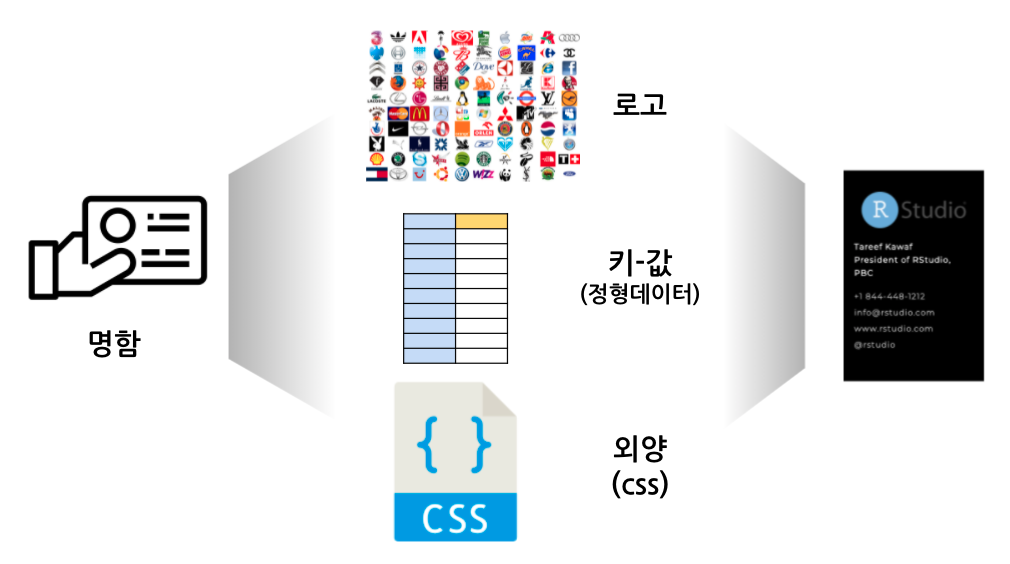 명함
Dove
로고
키-값
(정형데이터)
{ }
CSS
외양
(css)
R Studio
Tareef Kawaf
President of RStudio,
PBC
+1 844-448-1212
info@rstudio.com
www.rstudio.com
@rstudio